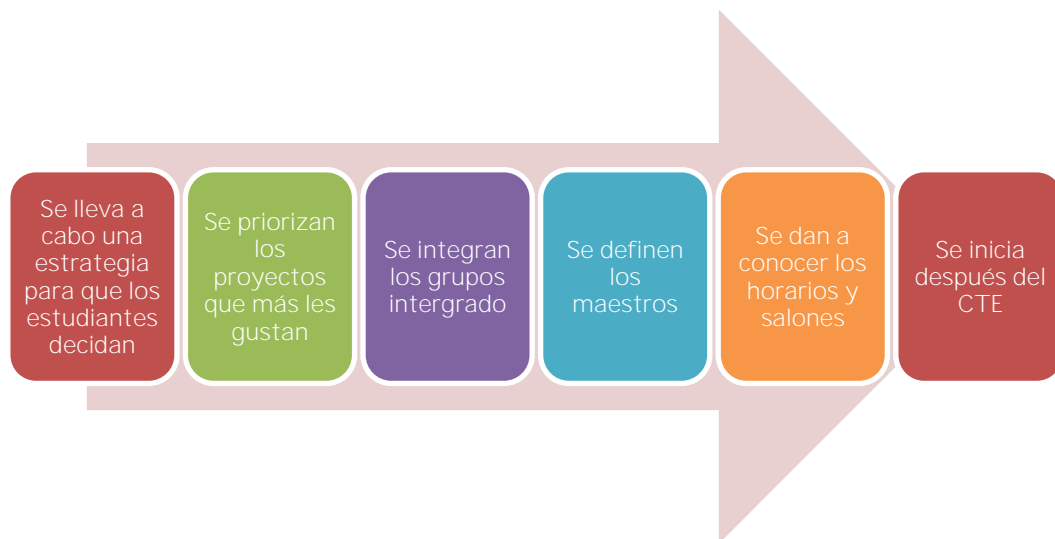 Se lleva a
cabo una
estrategia
para que los
estudiantes
decidan
Se priorizan
los
proyectos
que más les
gustan
Se integran
los grupos
intergrado
Se definen
los
maestros
Se dan a
conocer los
horarios y
salones
Se inicia
después del
CTE